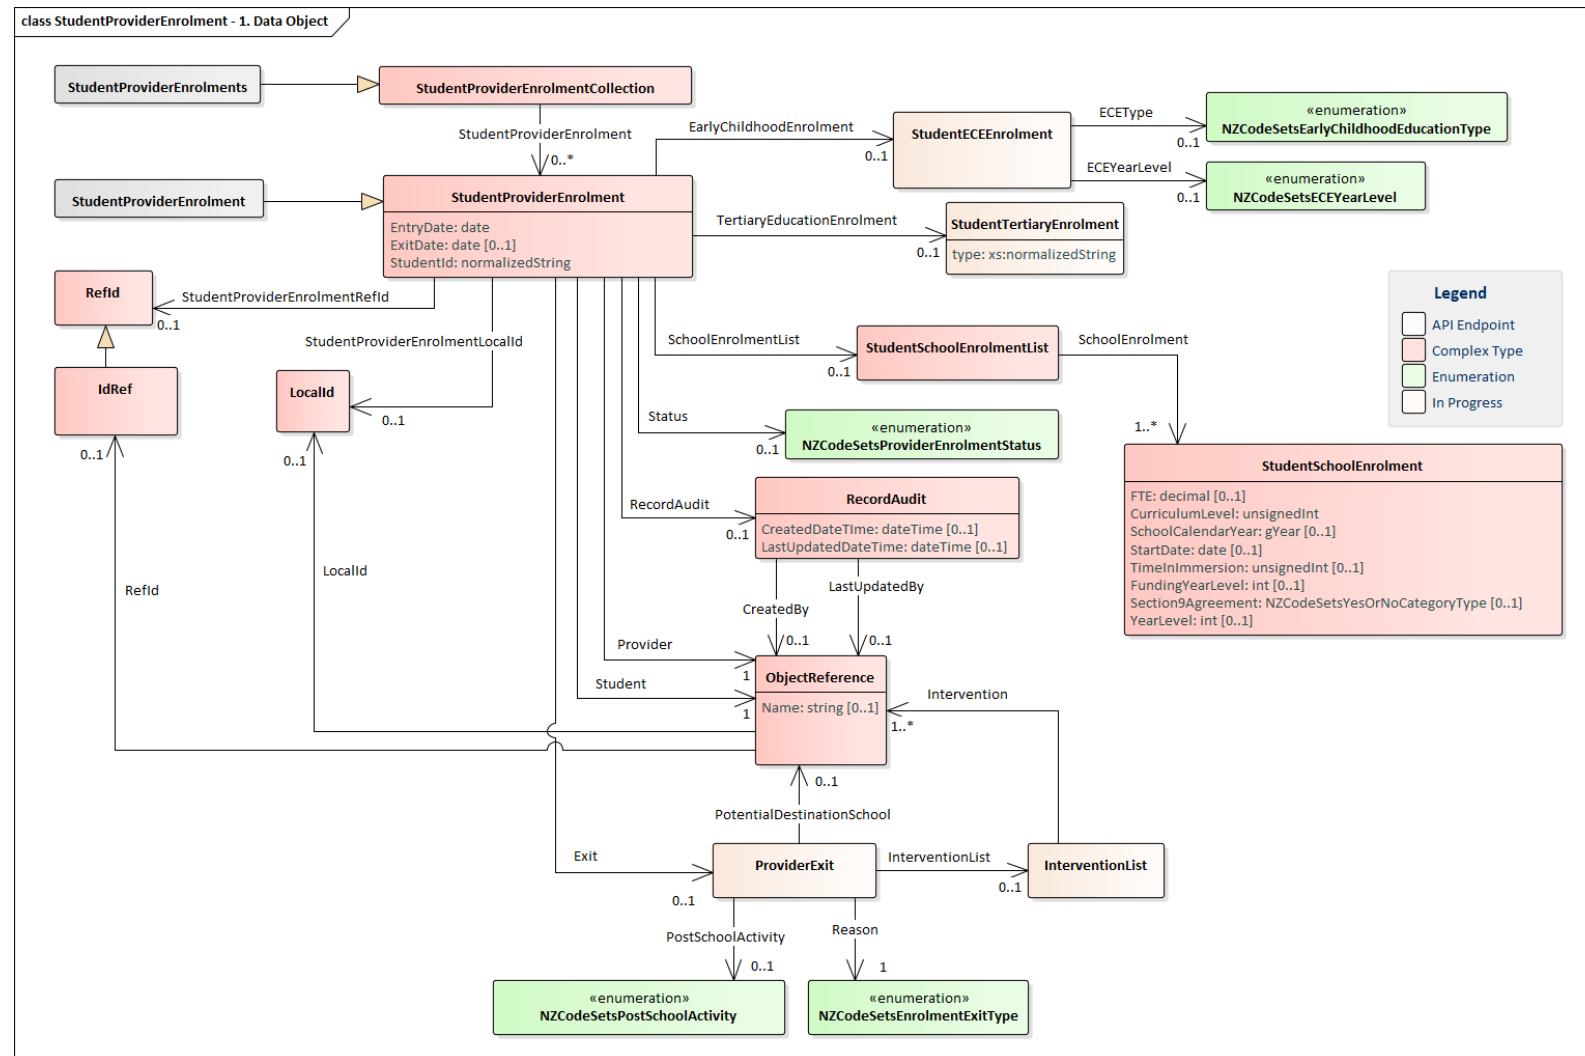 class StudentProviderEnrolment - 1. Data Object
StudentProviderEnrolments
StudentProviderEnrolmentCollection
StudentProviderEnrolment
0..*
EarlyChildhoodEnrolment
0..1
StudentECEEnrolment
ECEType
0..1
«enumeration»
NZCodeSetsEarlyChildhoodEducationType
ECEYearLevel
0..1
«enumeration»
NZCodeSetsECEYearLevel
StudentProviderEnrolment
StudentProviderEnrolment
EntryDate: date
ExitDate: date [0..1]
StudentId: normalizedString
TertiaryEducationEnrolment
0..1
StudentTertiaryEnrolment
type: xs:normalizedString
RefId
StudentProviderEnrolmentRefId
0..1
Legend
API Endpoint
Complex Type
Enumeration
In Progress
StudentProviderEnrolmentLocalId
0..1
SchoolEnrolmentList
0..1
StudentSchoolEnrolmentList
SchoolEnrolment
1..*
IdRef
0..1
LocalId
0..1
Status
0..1
«enumeration»
NZCodeSetsProviderEnrolmentStatus
StudentSchoolEnrolment
FTE: decimal [0..1]
CurriculumLevel: unsignedInt
SchoolCalendarYear: gYear [0..1]
StartDate: date [0..1]
TimeInImmersion: unsignedInt [0..1]
FundingYearLevel: int [0..1]
Section9Agreement: NZCodeSetsYesOrNoCategoryType [0..1]
YearLevel: int [0..1]
RecordAudit
0..1
RecordAudit
CreatedDateTIme: dateTime [0..1]
LastUpdatedDateTime: dateTime [0..1]
RefId
LocalId
CreatedBy
0..1
LastUpdatedBy
0..1
Provider
1
Student
1
ObjectReference
Name: string [0..1]
Intervention
1..*
0..1
PotentialDestinationSchool
Exit
0..1
ProviderExit
InterventionList
0..1
InterventionList
PostSchoolActivity
0..1
Reason
1
«enumeration»
NZCodeSetsPostSchoolActivity
«enumeration»
NZCodeSetsEnrolmentExitType